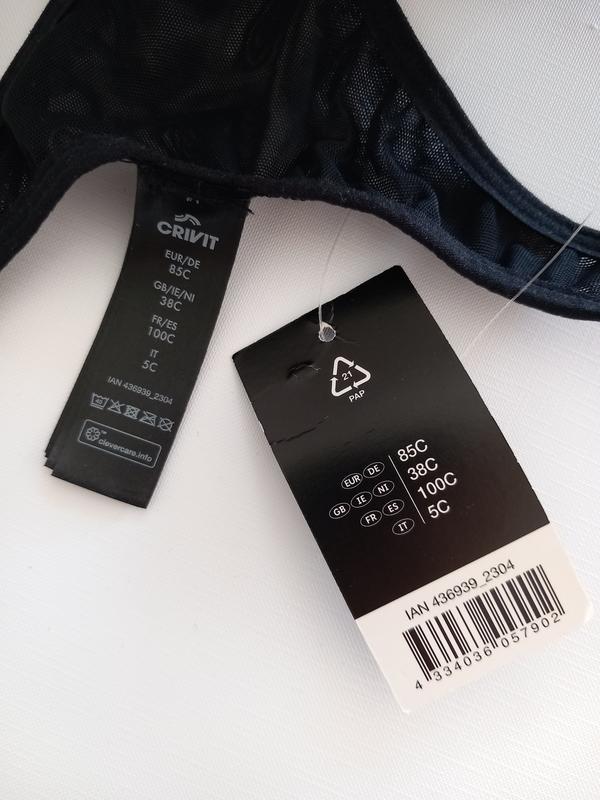 CRIVIT
EUR/DE
85C
GB/IE/NI
38C
FR/ES
100C
IT
5C
IAN 436939_2304
40
clevercare.info
21
PAP
EUR DE 85C
GB IE NI 38C
FR ES 100C
IT 5C
IAN 436939_2304
4 334036 057902